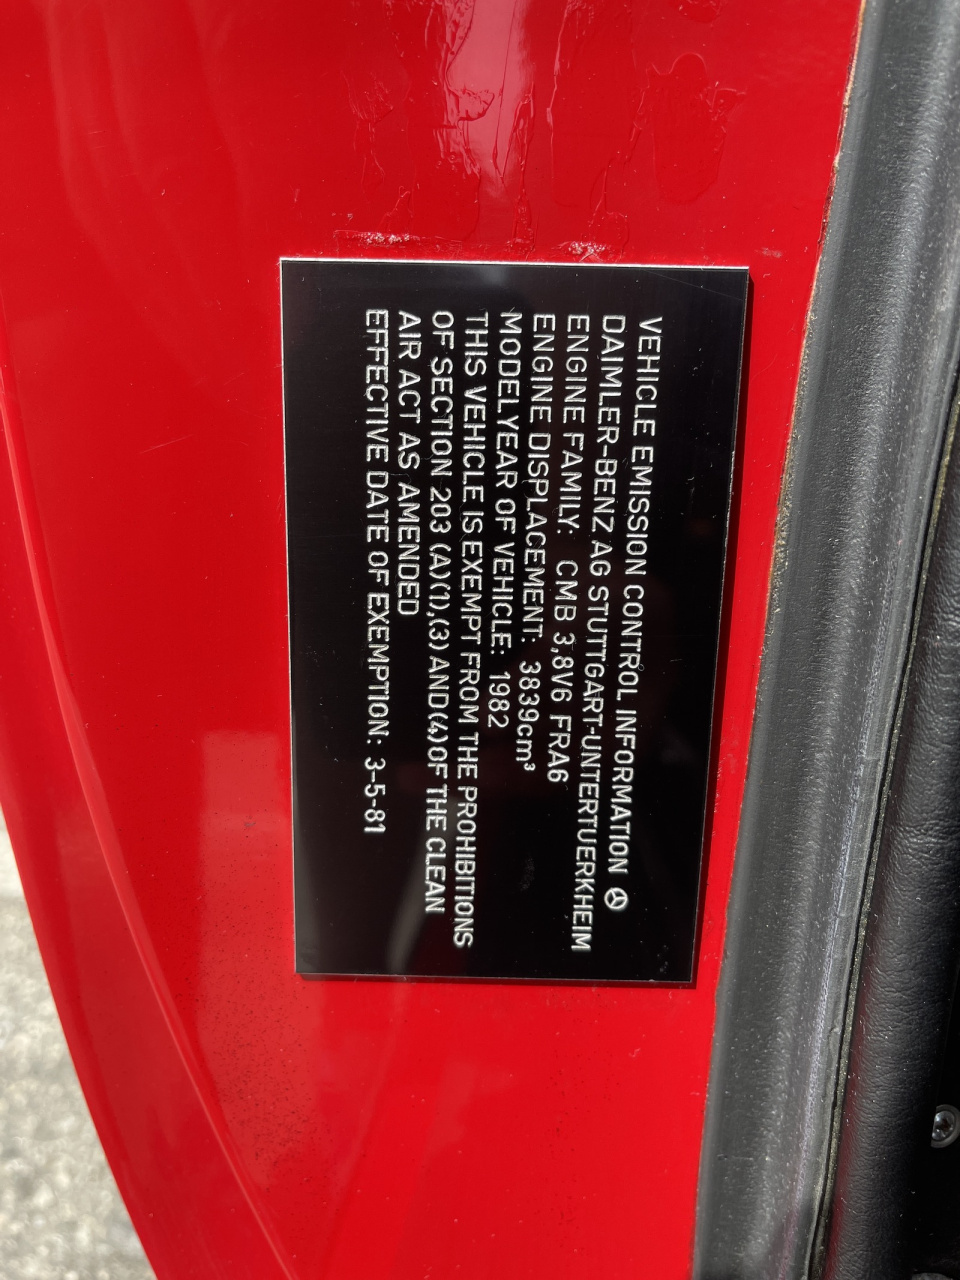 VEHICLE EMISSION CONTROL INFORMATION
DAIMLER-BENZ AG STUTTGART-UNTERTUERKHEIM
ENGINE FAMILY: CMB 3,8V6 FRA6
ENGINE DISPLACEMENT: 3839cm³
MODELYEAR OF VEHICLE: 1982
THIS VEHICLE IS EXEMPT FROM THE PROHIBITIONS
OF SECTION 203 (A)(1),(3) AND(4)OF THE CLEAN
AIR ACT AS AMENDED
EFFECTIVE DATE OF EXEMPTION: 3-5-81